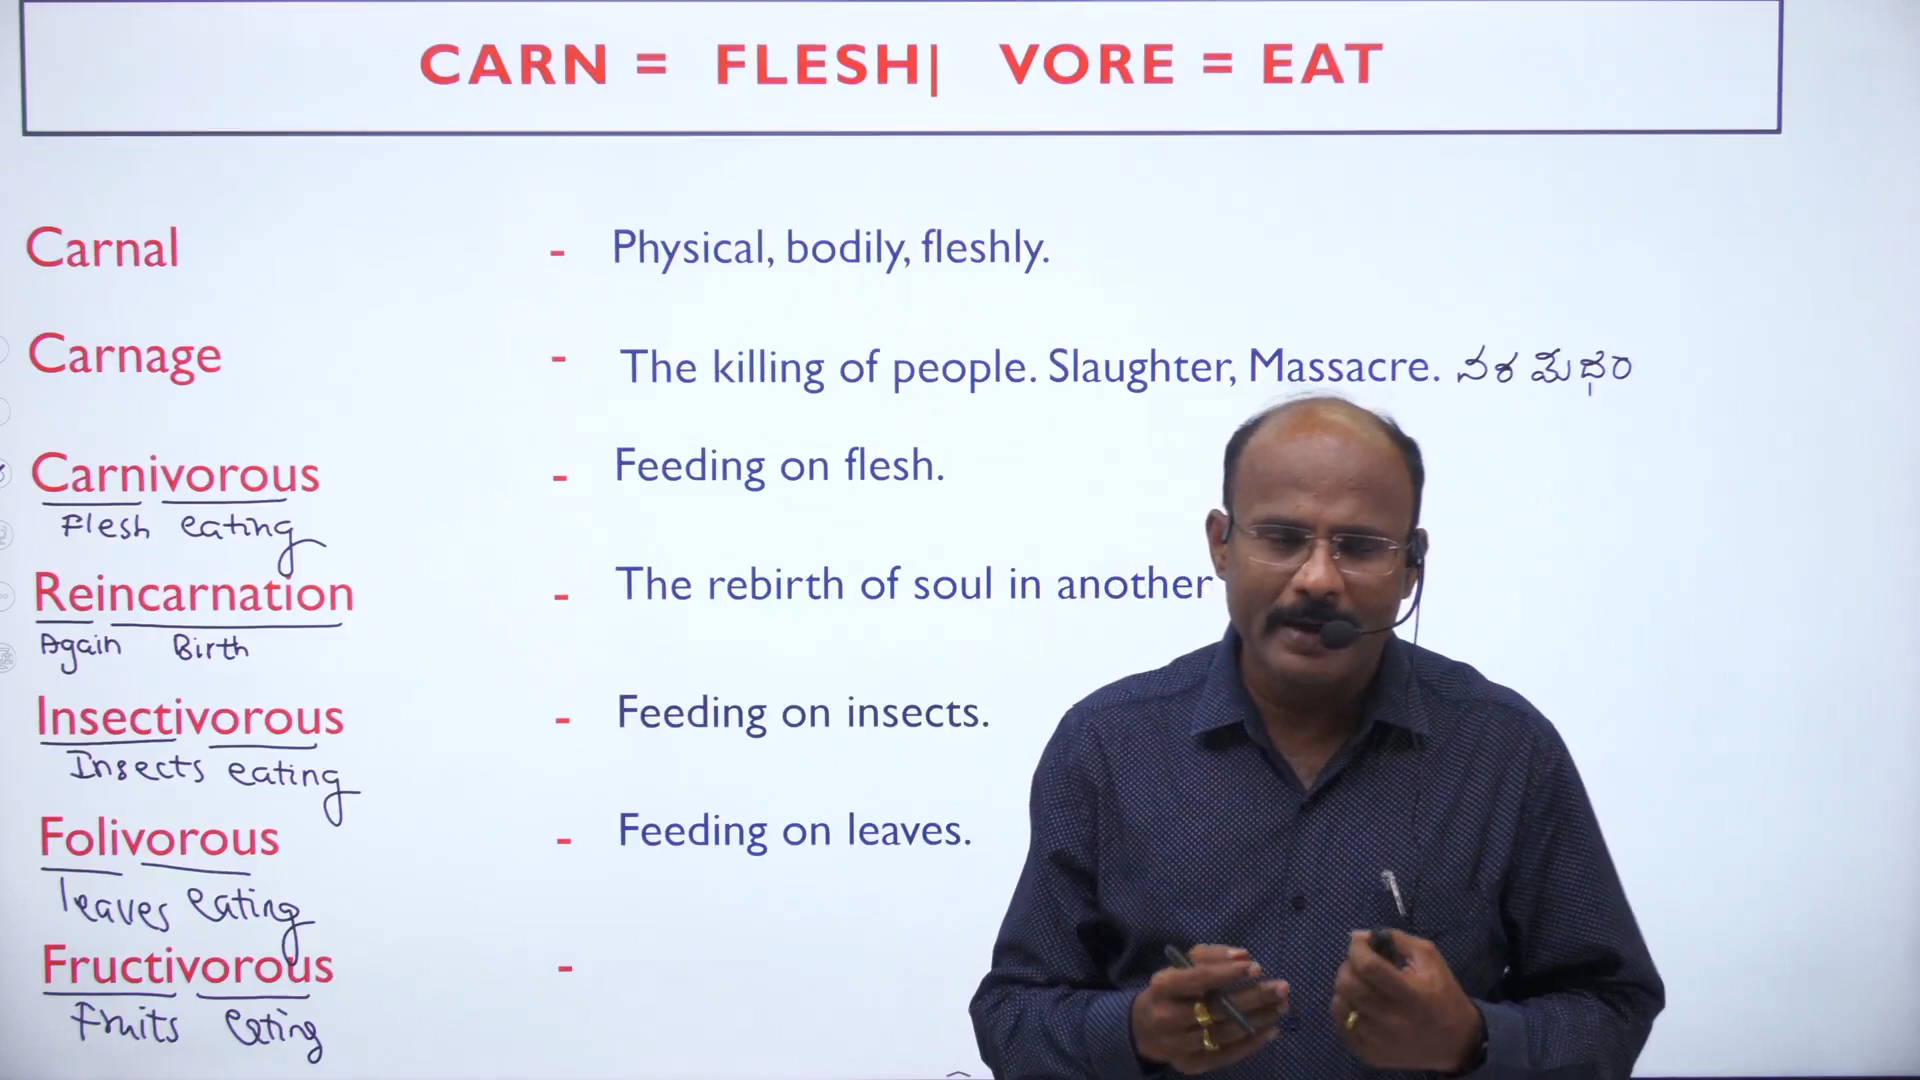 CARN = FLESH| VORE = EAT
Carnal - Physical, bodily, fleshly.
Carnage - The killing of people. Slaughter, Massacre. ನರ ಮೇಧಂ
Carnivorous - Feeding on flesh.
Flesh eating
Reincarnation - The rebirth of soul in another
Again Birth
Insectivorous - Feeding on insects.
Insects eating
Folivorous - Feeding on leaves.
leaves eating
Fructivorous -
fruits eating